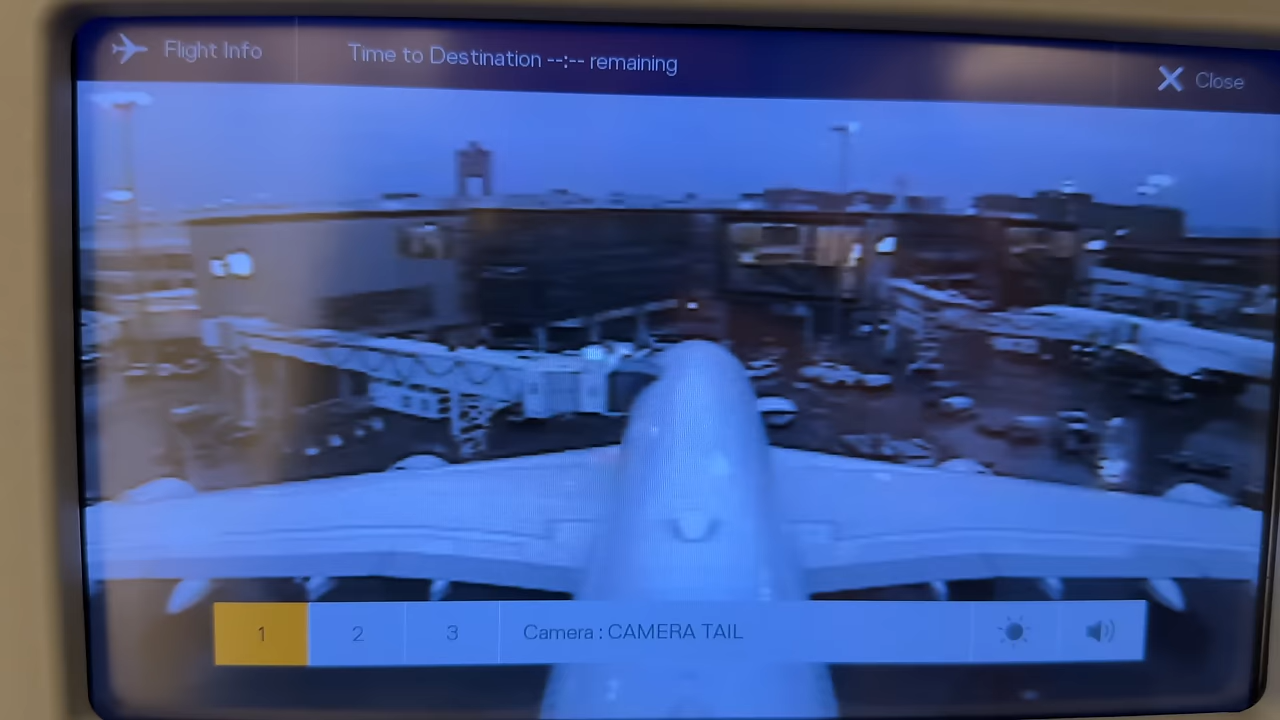 Flight Info
Time to Destination --:-- remaining
Close
1
2
3
Camera : CAMERA TAIL